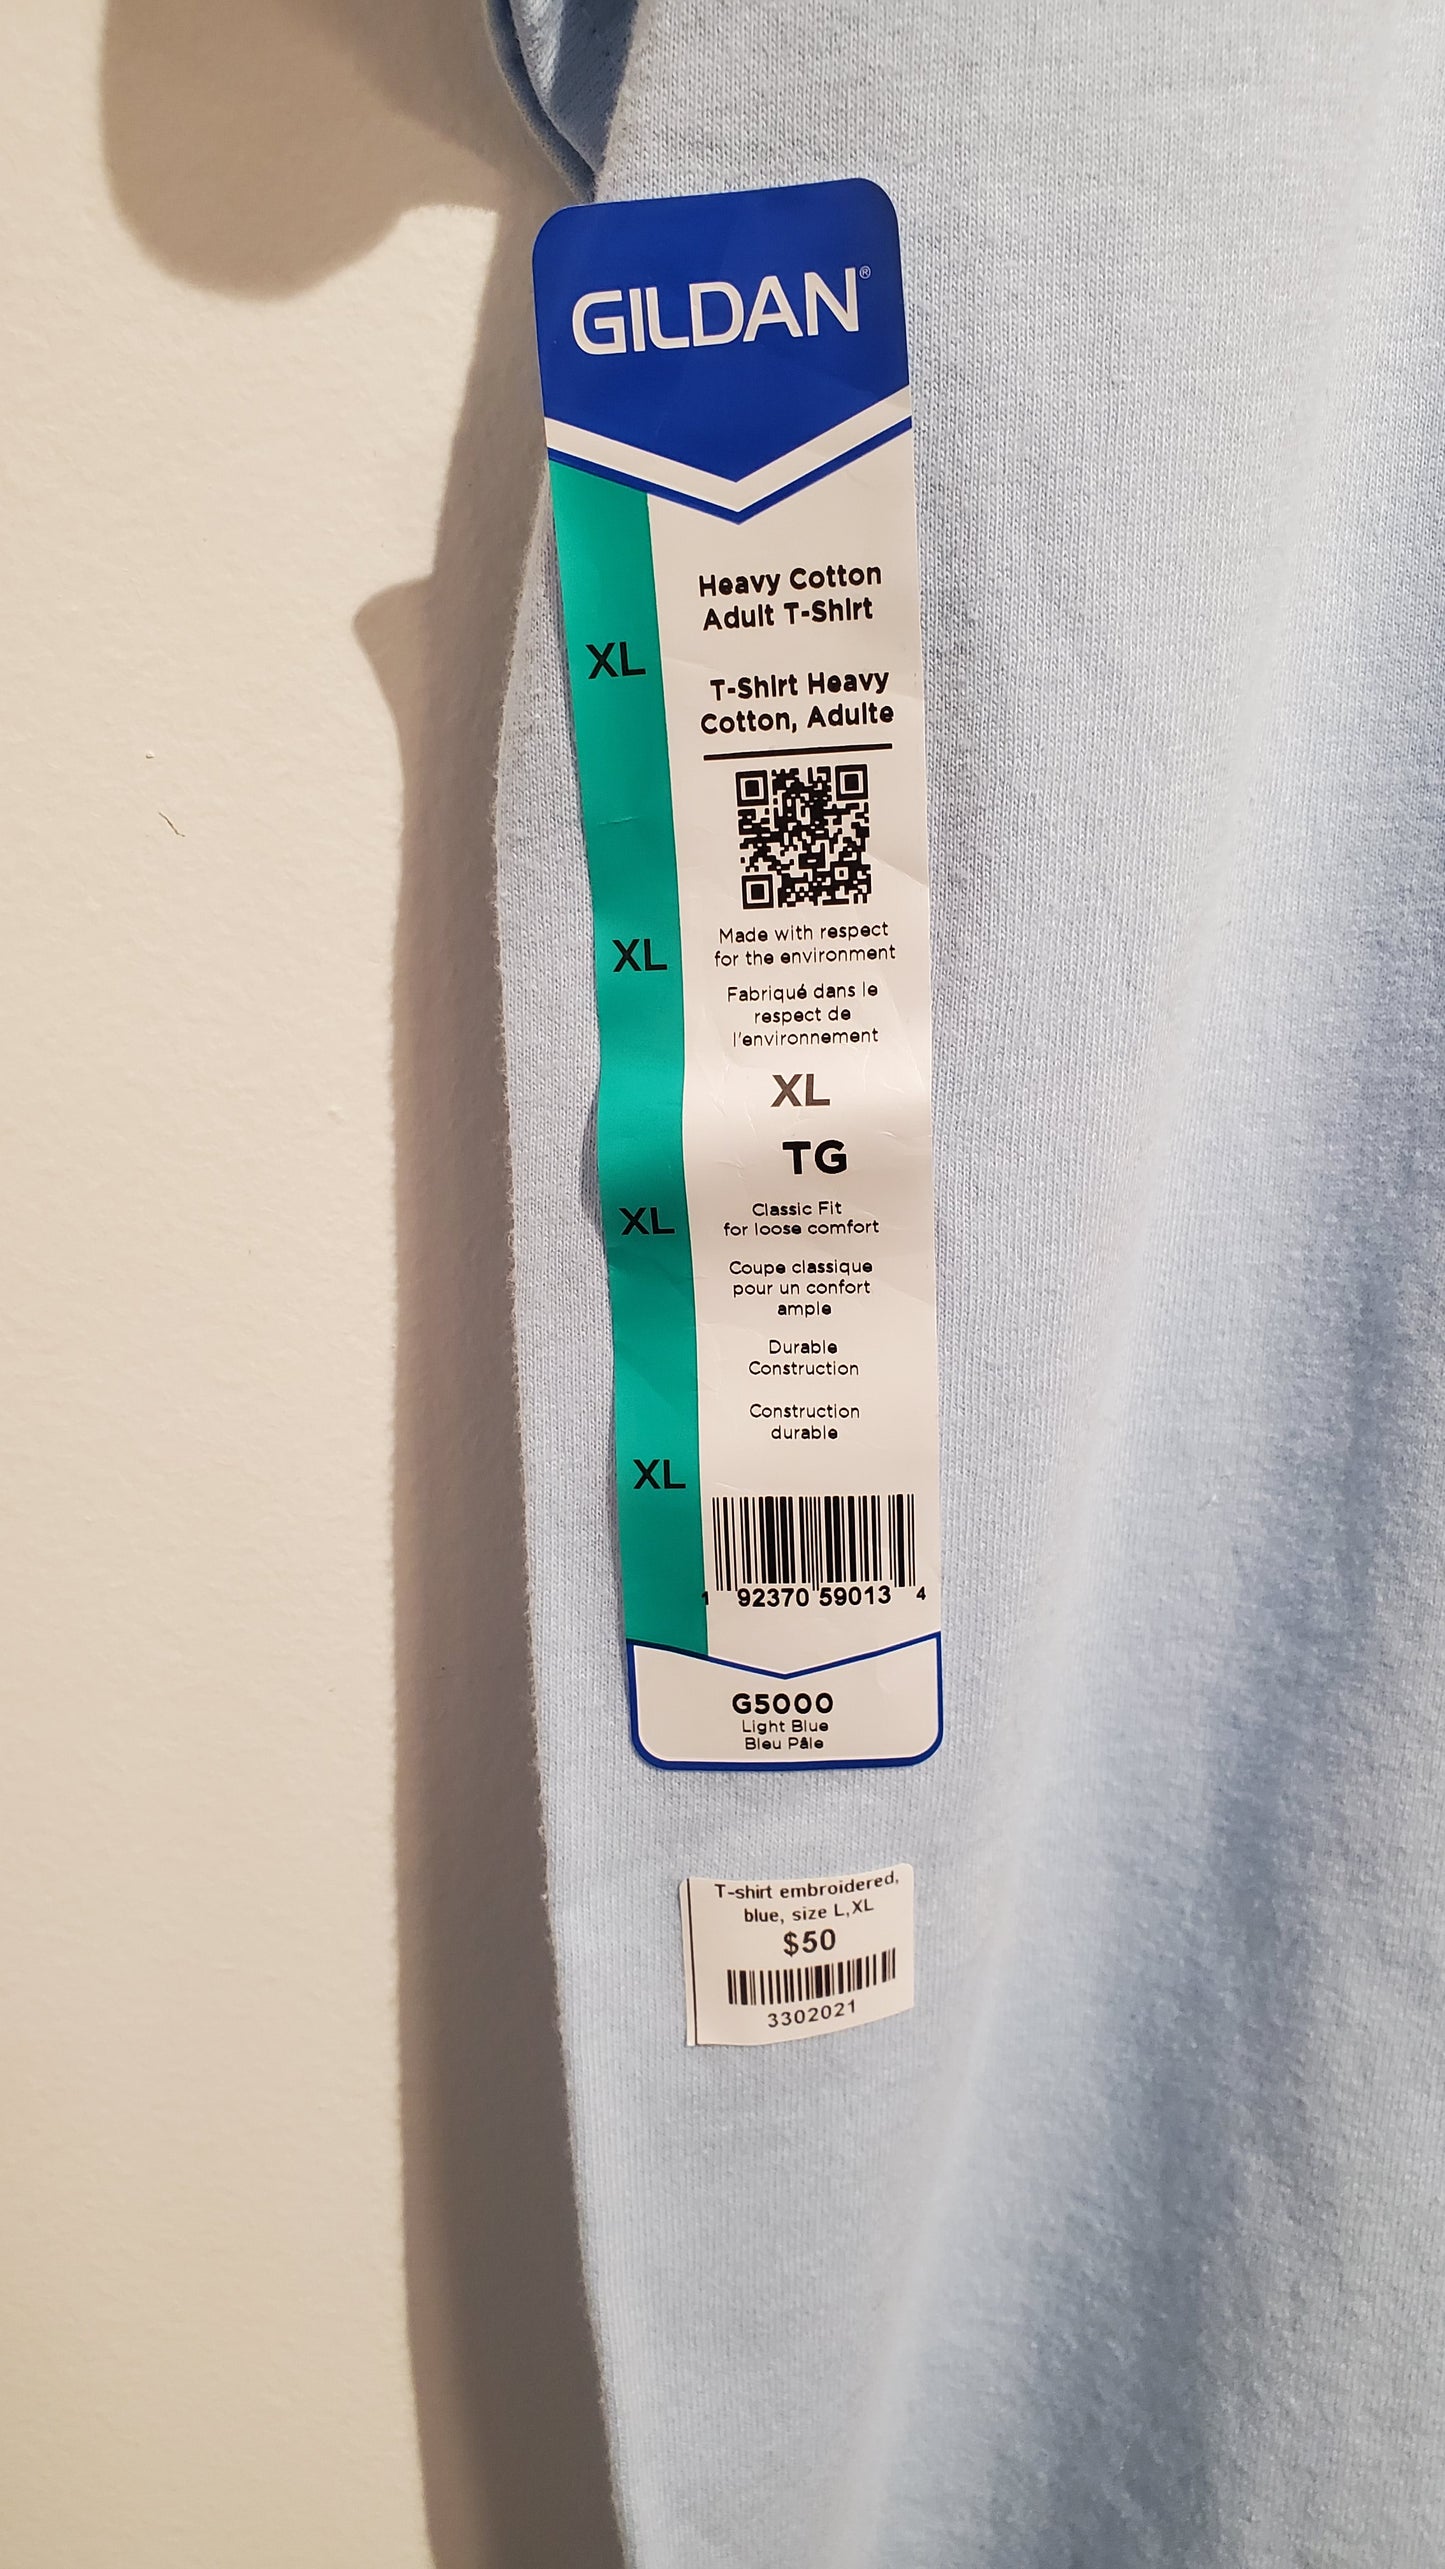 GILDAN®
Heavy Cotton
Adult T-Shirt
T-Shirt Heavy
Cotton, Adulte
XL
Made with respect
for the environment
XL
Fabriqué dans le
respect de
l'environnement
XL
TG
Classic Fit
for loose comfort
XL
Coupe classique
pour un confort
ample
Durable
Construction
Construction
durable
XL
1 92370 59013 4
G5000
Light Blue
Bleu Pâle
T-shirt embroidered,
blue, size L,XL
$50
3302021